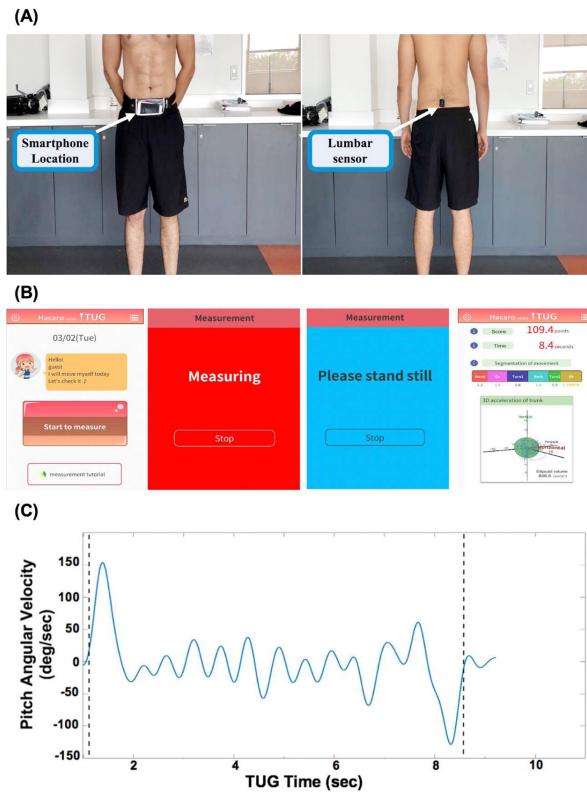 (A)
Smartphone
Location
Lumbar
sensor
(B)
Hacaro iTUG
03/02(Tue)
Hello!
guest
I will move myself today
Let's check it ♪
Start to measure
measurement tutorial
Measurement
Measuring
Stop
Measurement
Please stand still
Stop
Hacaro iTUG
Score 109.4 points
Time 8.4 seconds
Segmentation of movement
3D acceleration of trunk
Vertical
(C)
Pitch Angular Velocity
(deg/sec)
150
100
50
0
-50
-100
-150
2 4 6 8 10
TUG Time (sec)